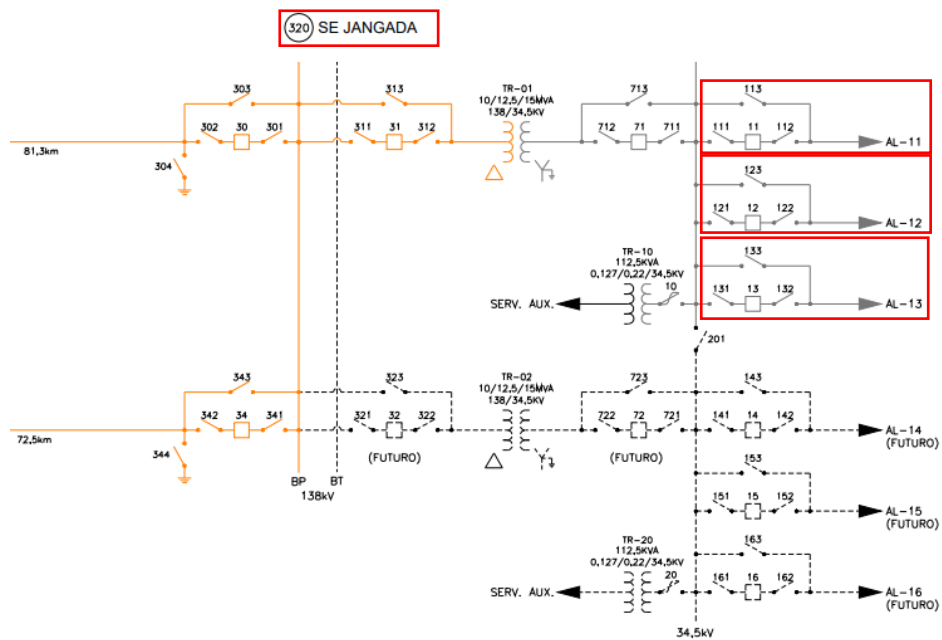 320 SE JANGADA
303
313
TR-01
10/12,5/15MVA
138/34,5KV
713
113
302 30 301
311 31 312
712 71 711
111 11 112
AL-11
81,3km
304
123
121 12 122
AL-12
TR-10
112,5KVA
0,127/0,22/34,5KV
133
SERV. AUX.
10
131 13 132
AL-13
201
343
323
TR-02
10/12,5/15MVA
138/34,5KV
723
143
342 34 341
321 32 322
722 72 721
141 14 142
AL-14
(FUTURO)
72,5km
344
(FUTURO)
(FUTURO)
153
BP BT
138kV
151 15 152
AL-15
(FUTURO)
TR-20
112,5KVA
0,127/0,22/34,5KV
163
SERV. AUX.
20
161 16 162
AL-16
(FUTURO)
34,5kV